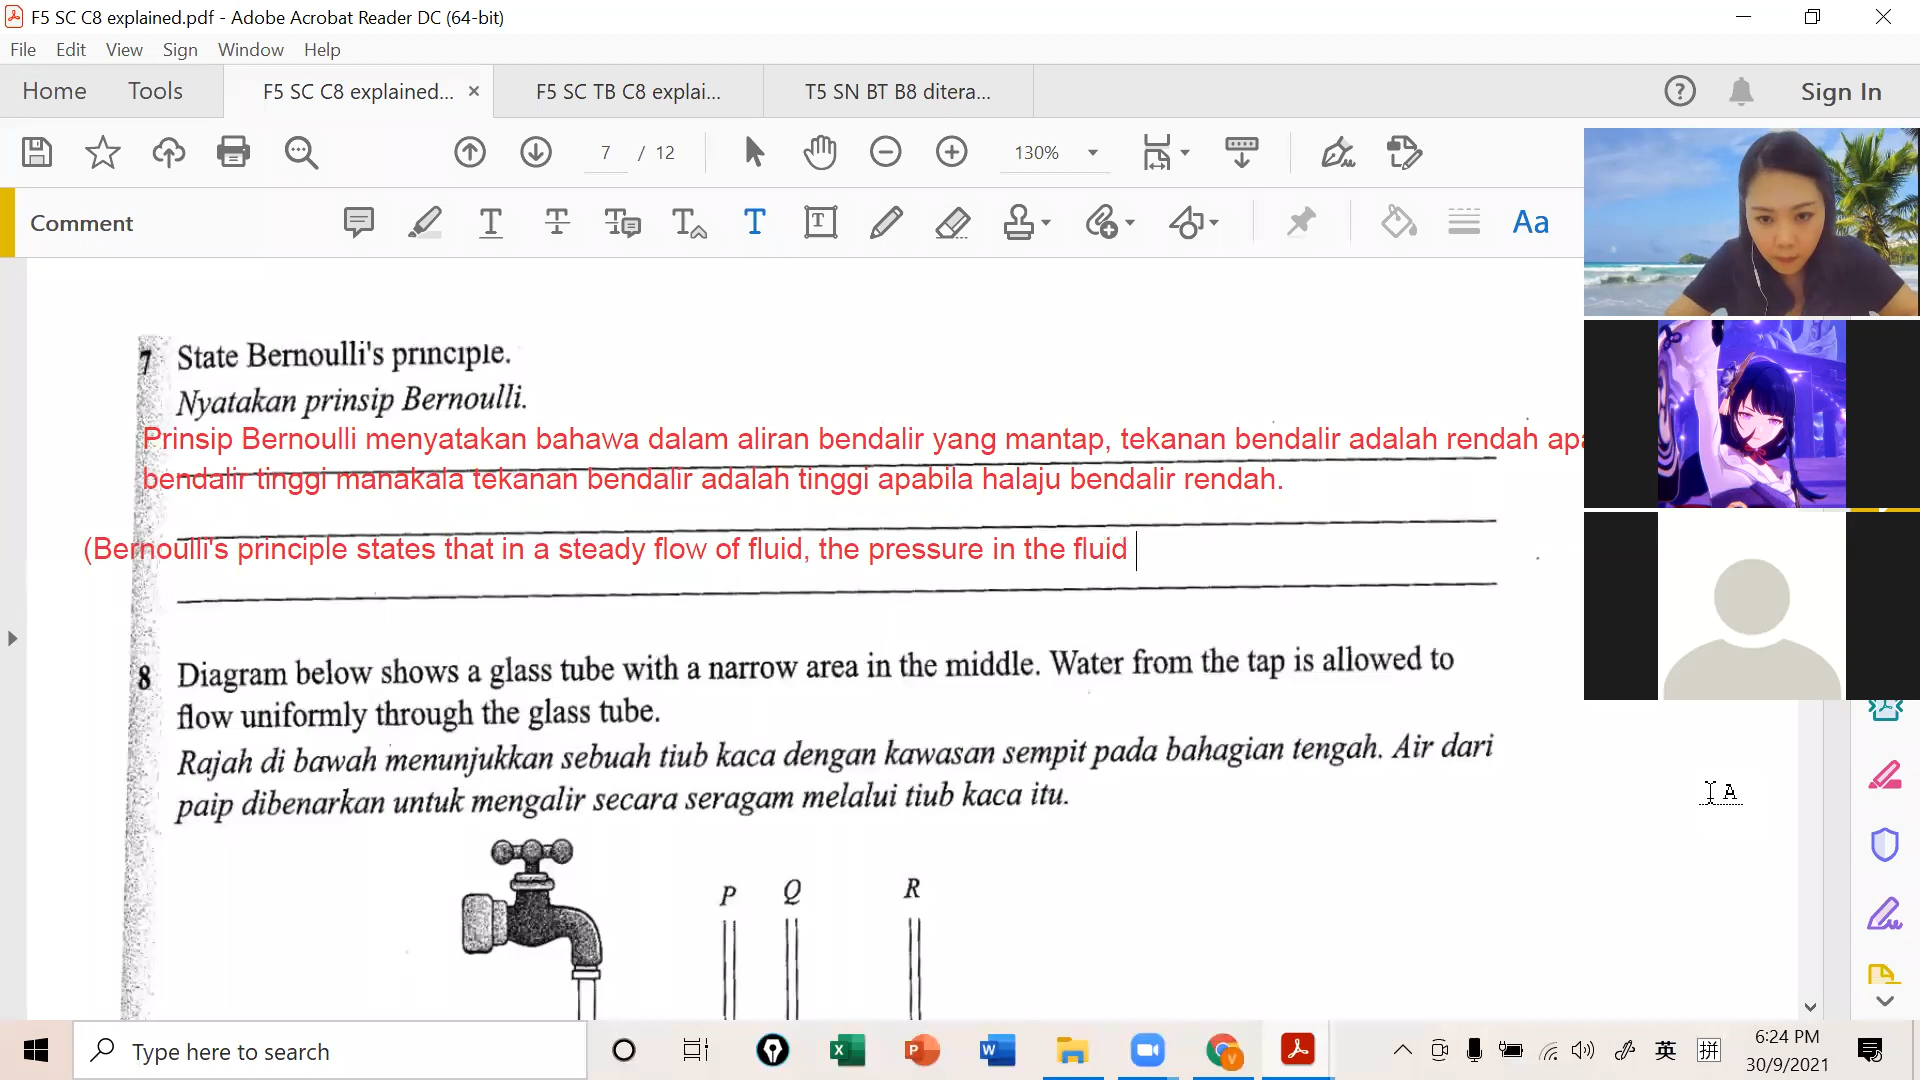 F5 SC C8 explained.pdf - Adobe Acrobat Reader DC (64-bit)
File Edit View Sign Window Help
Home Tools F5 SC C8 explained... × F5 SC TB C8 explai... T5 SN BT B8 ditera... Sign In
7 / 12 130%
Comment Aa
7 State Bernoulli's principle.
Nyatakan prinsip Bernoulli.
Prinsip Bernoulli menyatakan bahawa dalam aliran bendalir yang mantap, tekanan bendalir adalah rendah apa
bendalir tinggi manakala tekanan bendalir adalah tinggi apabila halaju bendalir rendah.
(Bernoulli's principle states that in a steady flow of fluid, the pressure in the fluid
8 Diagram below shows a glass tube with a narrow area in the middle. Water from the tap is allowed to
flow uniformly through the glass tube.
Rajah di bawah menunjukkan sebuah tiub kaca dengan kawasan sempit pada bahagian tengah. Air dari
paip dibenarkan untuk mengalir secara seragam melalui tiub kaca itu.
P Q R
Type here to search
英 拼
6:24 PM
30/9/2021